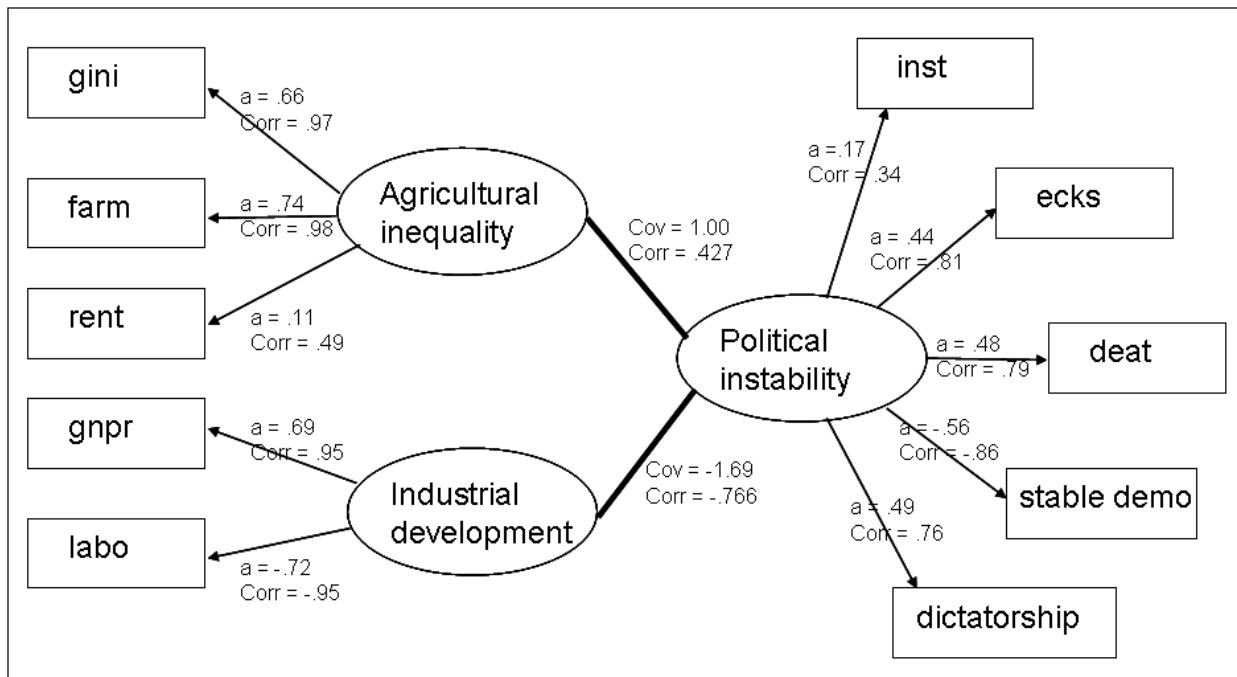 gini
a = .66
Corr = .97
farm
a = .74
Corr = .98
rent
a = .11
Corr = .49
gnpr
a = .69
Corr = .95
labo
a = -.72
Corr = -.95
Agricultural
inequality
Industrial
development
Cov = 1.00
Corr = .427
Cov = -1.69
Corr = -.766
Political
instability
inst
a =.17
Corr = .34
ecks
a = .44
Corr = .81
deat
a = .48
Corr = .79
stable demo
a = -.56
Corr = -.86
dictatorship
a = .49
Corr = .76